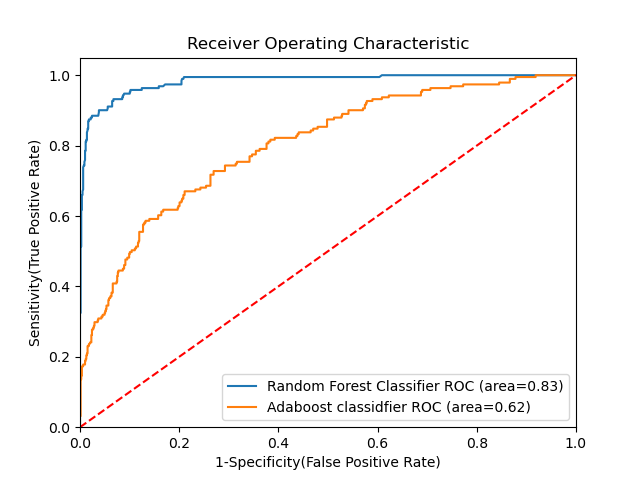 Receiver Operating Characteristic
1.0
0.8
0.6
0.4
0.2
0.0
Sensitivity(True Positive Rate)
Random Forest Classifier ROC (area=0.83)
Adaboost classidfier ROC (area=0.62)
0.0 0.2 0.4 0.6 0.8 1.0
1-Specificity(False Positive Rate)